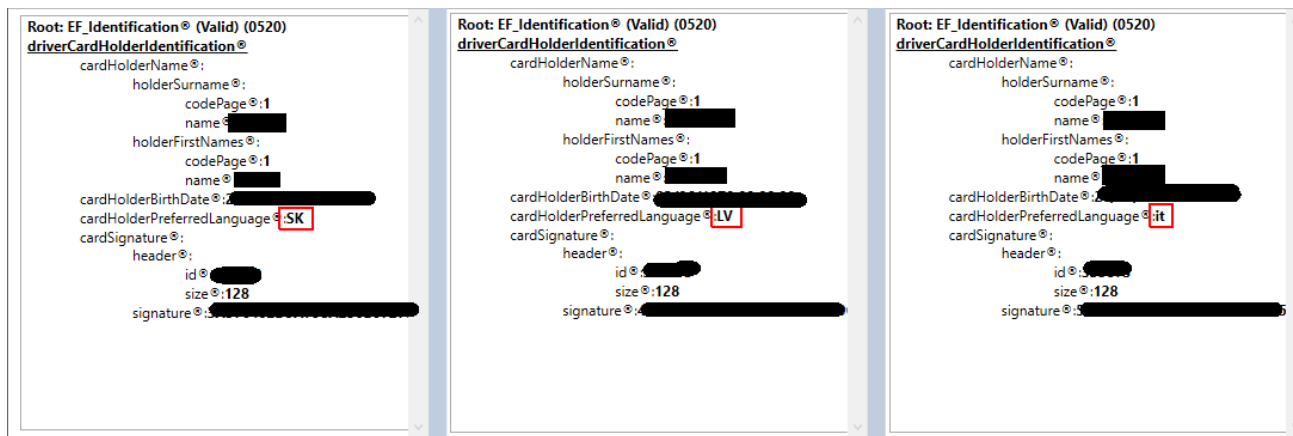 Root: EF_Identification® (Valid) (0520)
driverCardHolderIdentification®
cardHolderName®:
holderSurname®:
codePage®:1
name®
holderFirstNames®:
codePage®:1
name®
cardHolderBirthDate®:
cardHolderPreferredLanguage®:SK
cardSignature®:
header®:
id®
size®:128
signature®:
Root: EF_Identification® (Valid) (0520)
driverCardHolderIdentification®
cardHolderName®:
holderSurname®:
codePage®:1
name®
holderFirstNames®:
codePage®:1
name®
cardHolderBirthDate®:
cardHolderPreferredLanguage®:LV
cardSignature®:
header®:
id®:
size®:128
signature®:
Root: EF_Identification® (Valid) (0520)
driverCardHolderIdentification®
cardHolderName®:
holderSurname®:
codePage®:1
name®
holderFirstNames®:
codePage®:1
name®
cardHolderBirthDate®:
cardHolderPreferredLanguage®:it
cardSignature®:
header®:
id®:
size®:128
signature®: